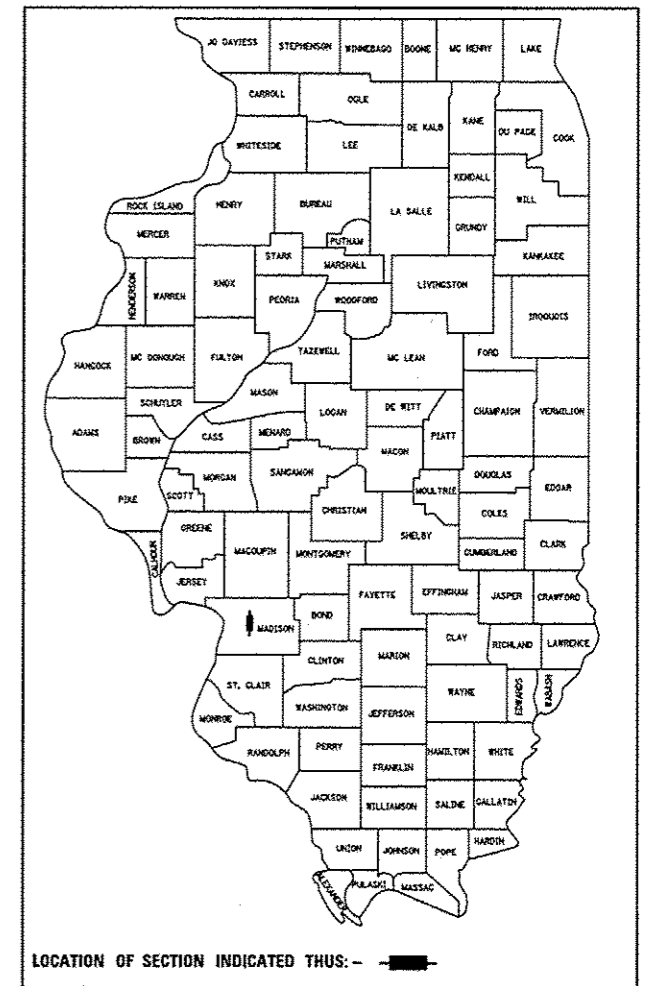 JO DAVIESS STEPHENSON WINNEBAGO BOONE MC HENRY LAKE
CARROLL OGLE DE KALB KANE DU PAGE COOK
WHITESIDE LEE KENDALL WILL
ROCK ISLAND HENRY BUREAU LA SALLE GRUNDY
MERCER PUTNAM KANKAKEE
STARK MARSHALL
HENDERSON WARREN KNOX PEORIA WOODFORD LIVINGSTON IROQUOIS
HANCOCK MC DONOUGH FULTON TAZEWELL MC LEAN FORD
MASON
SCHUYLER LOGAN DE WITT CHAMPAIGN VERMILION
ADAMS BROWN CASS MENARD MACON PIATT
PIKE SCOTT MORGAN SANGAMON MOULTRIE DOUGLAS EDGAR
CHRISTIAN COLES
GREENE SHELBY
CALHOUN MACOUPIN MONTGOMERY CUMBERLAND CLARK
JERSEY FAYETTE EFFINGHAM JASPER CRAWFORD
MADISON BOND
CLAY RICHLAND LAWRENCE
CLINTON MARION
ST. CLAIR WAYNE EDWARDS WABASH
MONROE WASHINGTON JEFFERSON
RANDOLPH PERRY HAMILTON WHITE
FRANKLIN
JACKSON WILLIAMSON SALINE GALLATIN
UNION JOHNSON POPE HARDIN
ALEXANDER PULASKI MASSAC
LOCATION OF SECTION INDICATED THUS: -